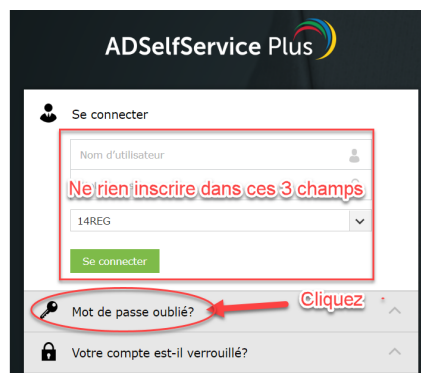 ADSelfService Plus
Se connecter
Nom d'utilisateur
Ne rien inscrire dans ces 3 champs
14REG
Se connecter
Cliquez
Mot de passe oublié?
Votre compte est-il verrouillé?